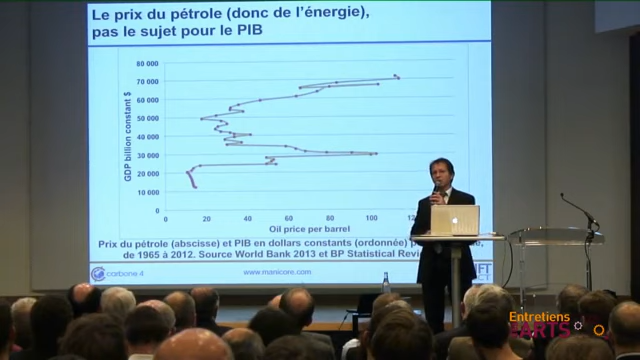 Le prix du pétrole (donc de l'énergie),
pas le sujet pour le PIB
80 000
70 000
60 000
50 000
40 000
30 000
20 000
10 000
0
GDP billion constant $
0 20 40 60 80 100
Oil price per barrel
Prix du pétrole (abscisse) et PIB en dollars constants (ordonnée)
de 1965 à 2012. Source World Bank 2013 et BP Statistical
carbone 4
www.manicore.com
Entretiens
ARTS